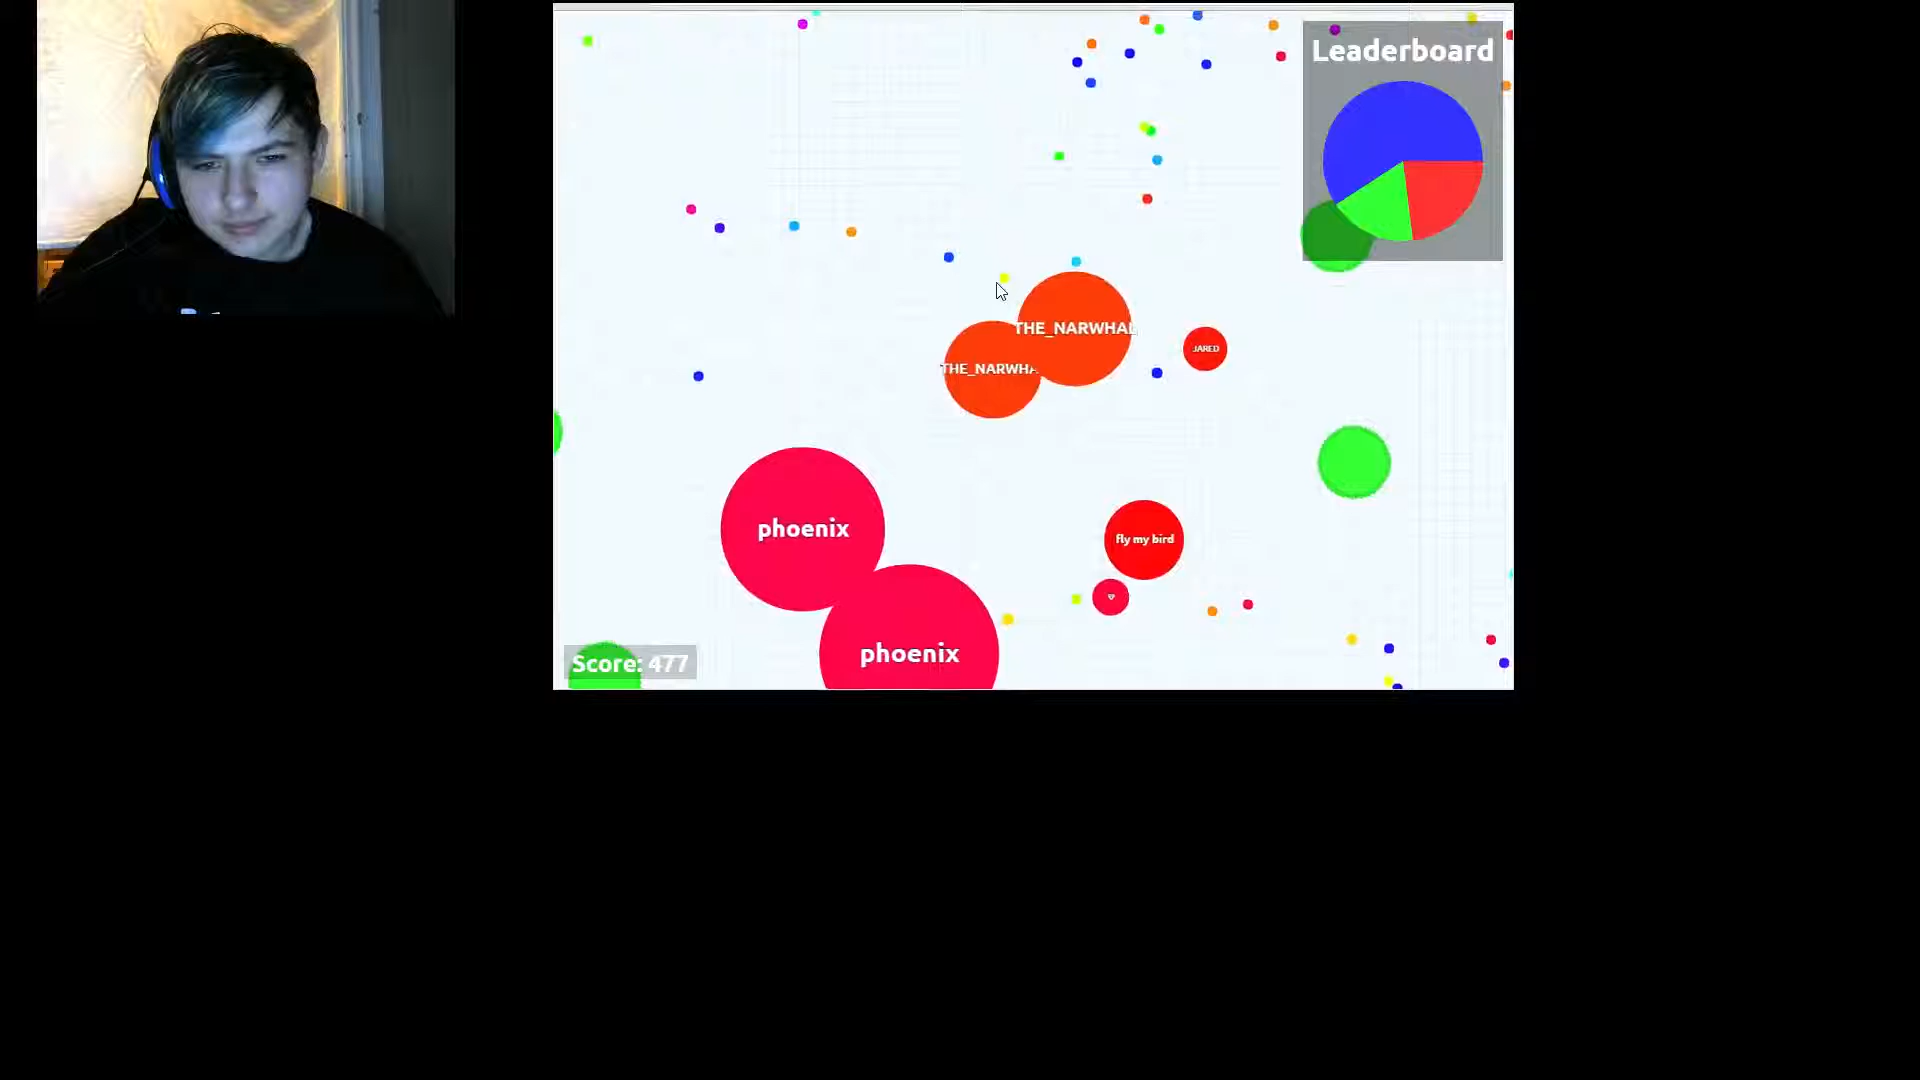 Leaderboard
THE_NARWHAL
THE_NARWHA
JARED
phoenix
fly my bird
phoenix
Score: 477